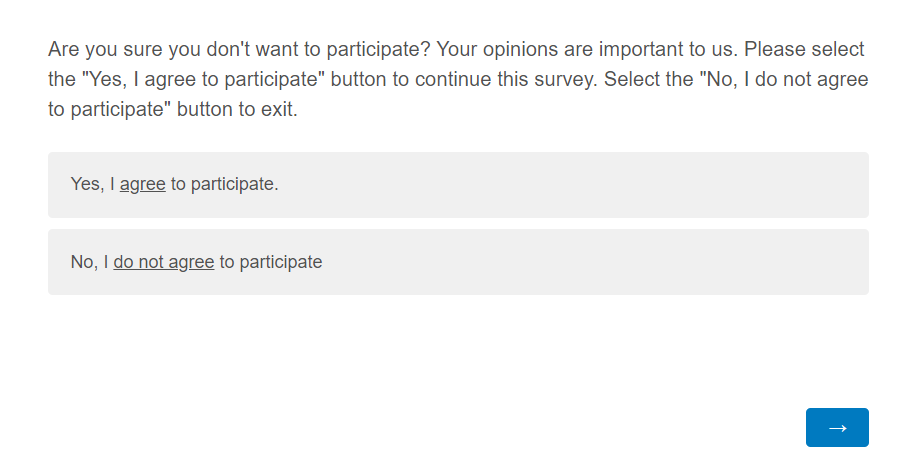 Are you sure you don't want to participate? Your opinions are important to us. Please select
the "Yes, I agree to participate" button to continue this survey. Select the "No, I do not agree
to participate" button to exit.
Yes, I agree to participate.
No, I do not agree to participate
→